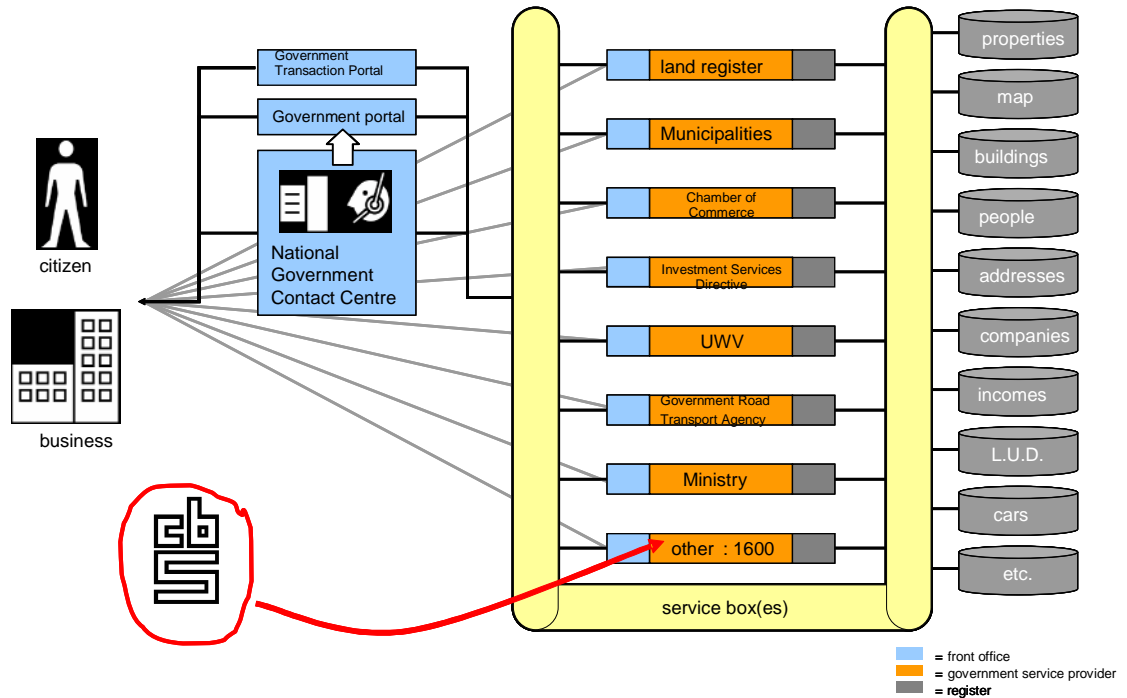 Government
Transaction Portal
Government portal
National
Government
Contact Centre
citizen
business
cbs
land register
Municipalities
Chamber of
Commerce
Investment Services
Directive
UWV
Government Road
Transport Agency
Ministry
other : 1600
service box(es)
properties
map
buildings
people
addresses
companies
incomes
L.U.D.
cars
etc.
= front office
= government service provider
= register